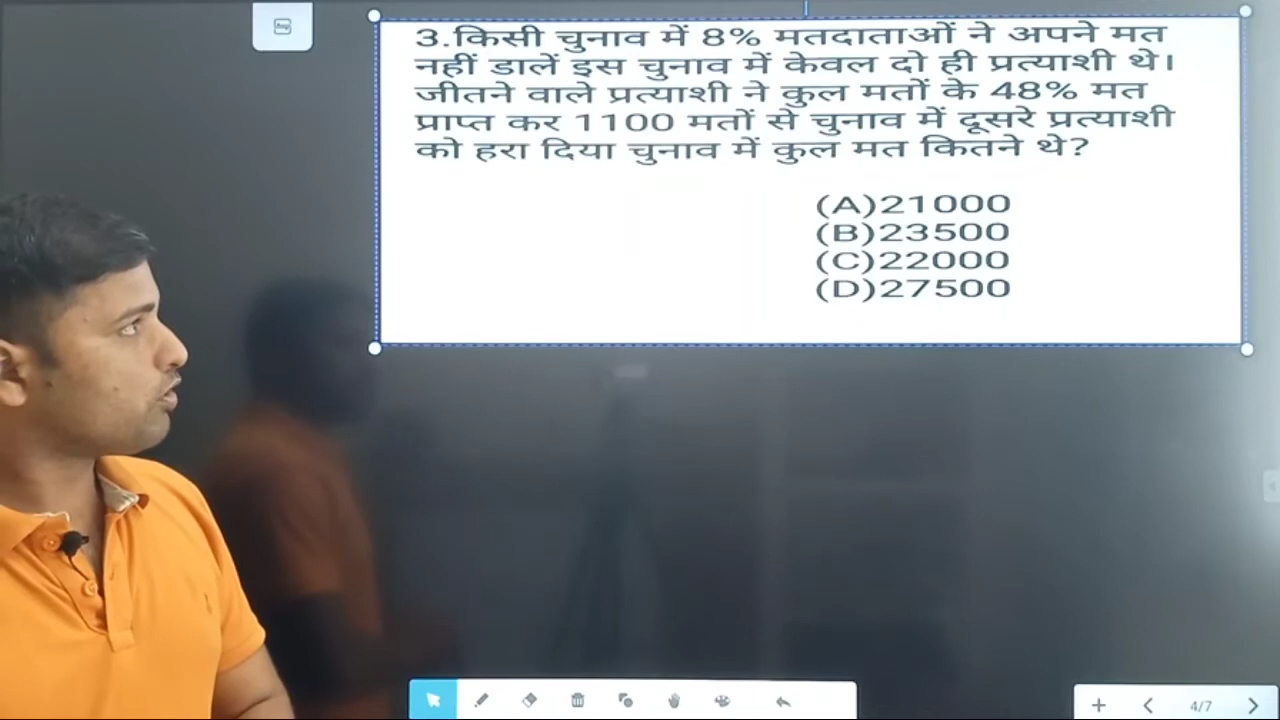 3.किसी चुनाव में 8% मतदाताओं ने अपने मत
नहीं डालें इस चुनाव में केवल दो ही प्रत्याशी थे।
जीतने वाले प्रत्याशी ने कुल मतों के 48% मत
प्राप्त कर 1100 मतों से चुनाव में दूसरे प्रत्याशी
को हरा दिया चुनाव में कुल मत कितने थे?
(A)21000
(B)23500
(C)22000
(D)27500
4/7